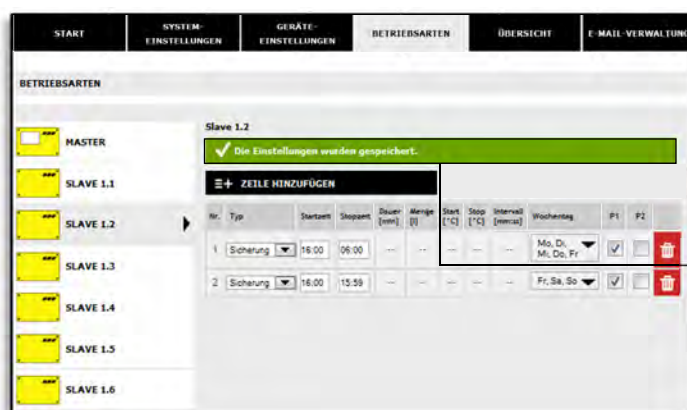 START
SYSTEM-
EINSTELLUNGEN
GERÄTE-
EINSTELLUNGEN
BETRIEBSARTEN
ÜBERSICHT
E-MAIL-VERWALTUNG
BETRIEBSARTEN
MASTER
SLAVE 1.1
SLAVE 1.2
SLAVE 1.3
SLAVE 1.4
SLAVE 1.5
SLAVE 1.6
Slave 1.2
Die Einstellungen wurden gespeichert.
ZEILE HINZUFÜGEN
Nr. Typ Startzeit Stopzeit Dauer [mm] Menge [l] Start [°C] Stop [°C] Intervall [mm:ss] Wochentag P1 P2
1 Sicherung 16:00 06:00 -- -- -- -- -- Mo, Di, Mi, Do, Fr
2 Sicherung 16:00 15:59 -- -- -- -- -- Fr, Sa, So